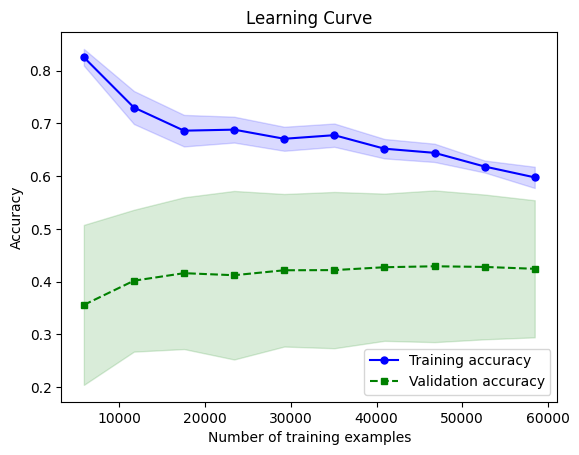 Learning Curve
Accuracy
0.8
0.7
0.6
0.5
0.4
0.3
0.2
Training accuracy
Validation accuracy
10000 20000 30000 40000 50000 60000
Number of training examples